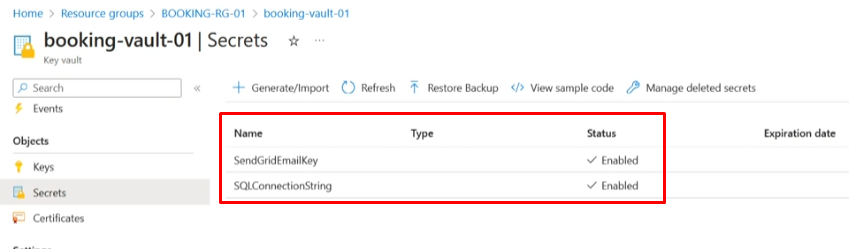 Home > Resource groups > BOOKING-RG-01 > booking-vault-01
booking-vault-01 | Secrets ☆ ...
Key vault
Search «
Generate/Import Refresh Restore Backup View sample code Manage deleted secrets
Events
Objects
Keys
Secrets
Certificates
Name Type Status Expiration date
SendGridEmailKey ✓ Enabled
SQLConnectionString ✓ Enabled